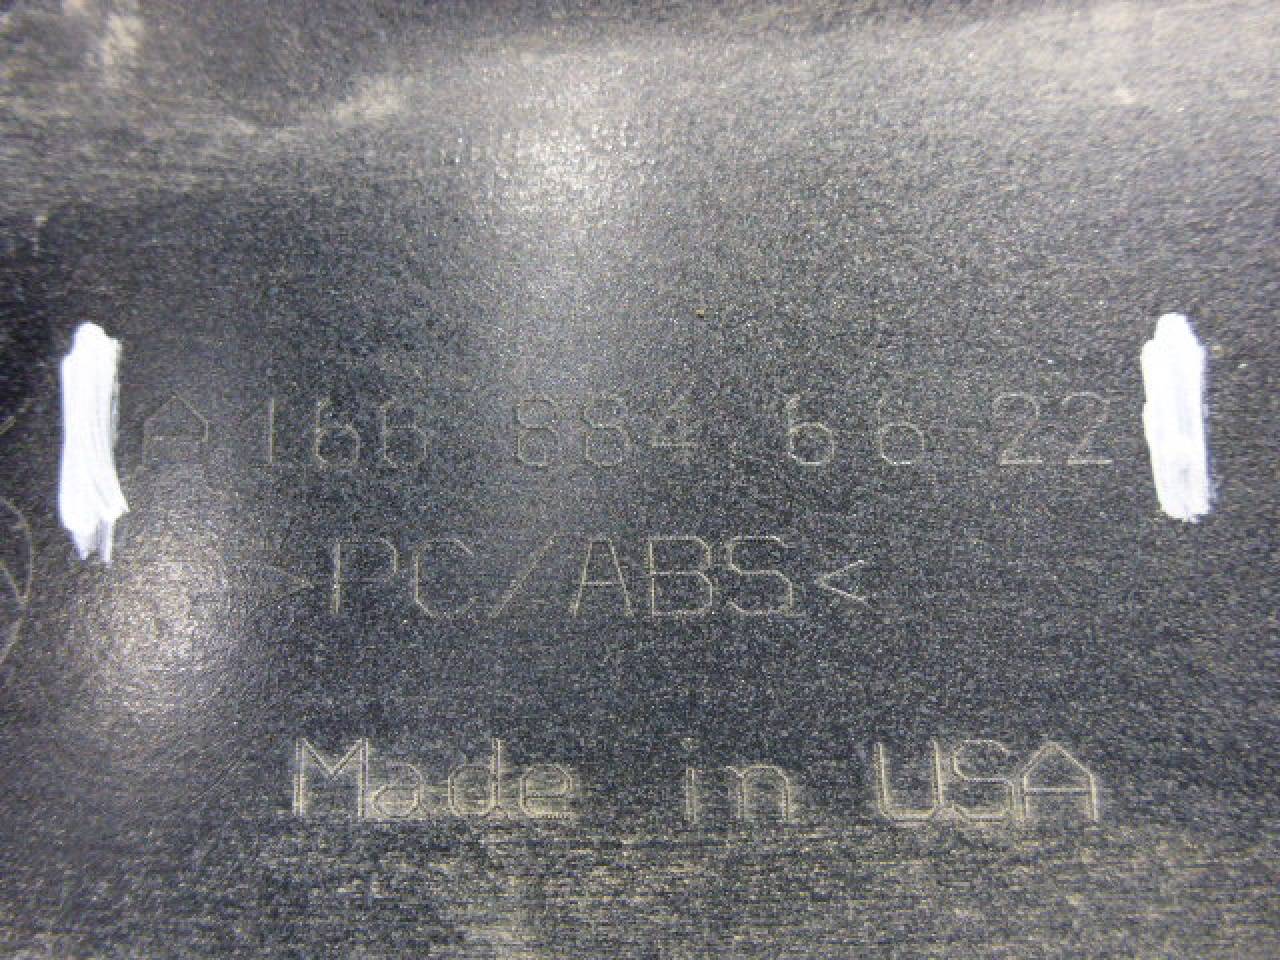 A 166 884 66 22
>PC/ABS<
Made in USA